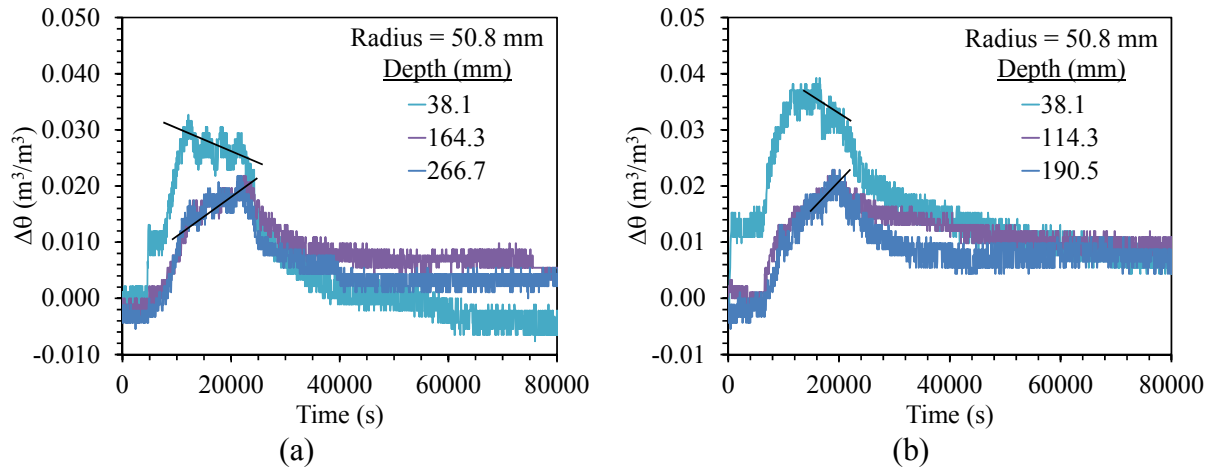 0.050
0.040
0.030
0.020
0.010
0.000
-0.010
Δθ (m³/m³)
Radius = 50.8 mm
Depth (mm)
38.1
164.3
266.7
0 20000 40000 60000 80000
Time (s)
(a)
0.05
0.04
0.03
0.02
0.01
0.00
-0.01
Δθ (m³/m³)
Radius = 50.8 mm
Depth (mm)
38.1
114.3
190.5
0 20000 40000 60000 80000
Time (s)
(b)